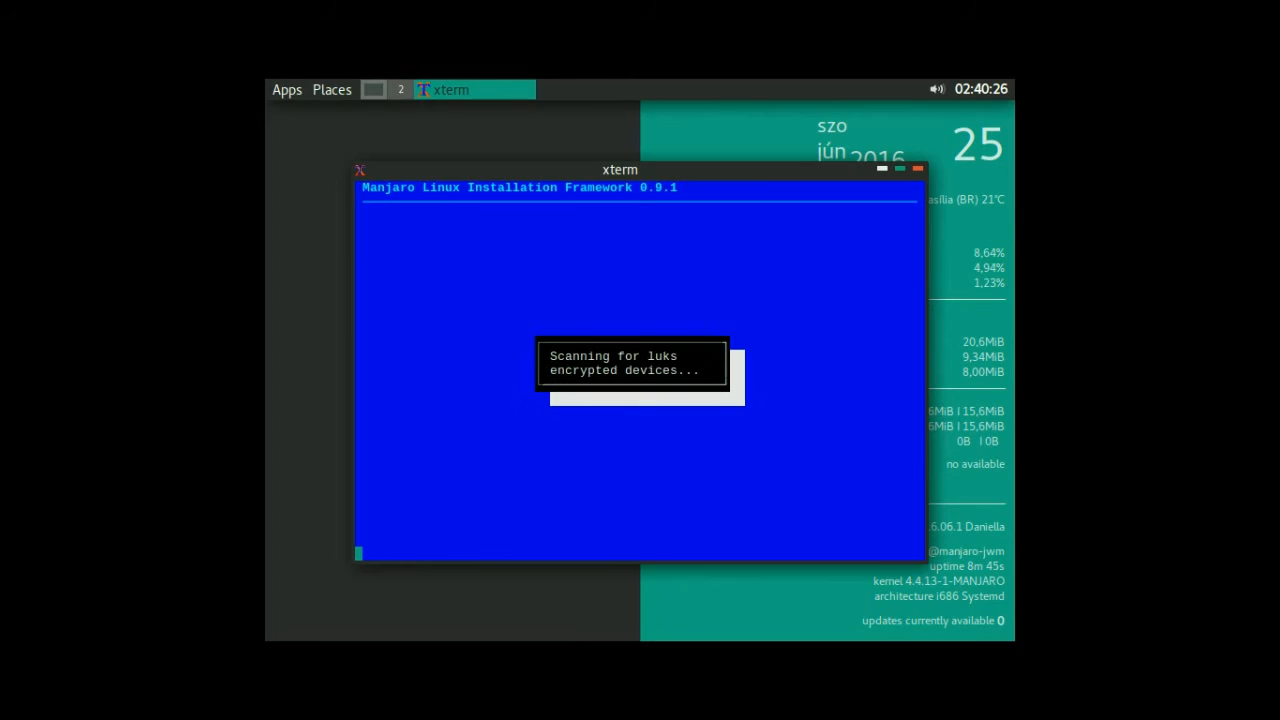 Apps Places 2 xterm 02:40:26
szo 25
jún 2016
xterm
Manjaro Linux Installation Framework 0.9.1
(BR) 21°C
8,64%
4,94%
1,23%
Scanning for luks
encrypted devices...
20,6MiB
9,34MiB
8,00MiB
6MiB | 15,6MiB
6MiB | 15,6MiB
0B | 0B
no available
6.06.1 Daniella
@manjaro-jwm
uptime 8m 45s
kernel 4.4.13-1-MANJARO
architecture i686 Systemd
updates currently available 0